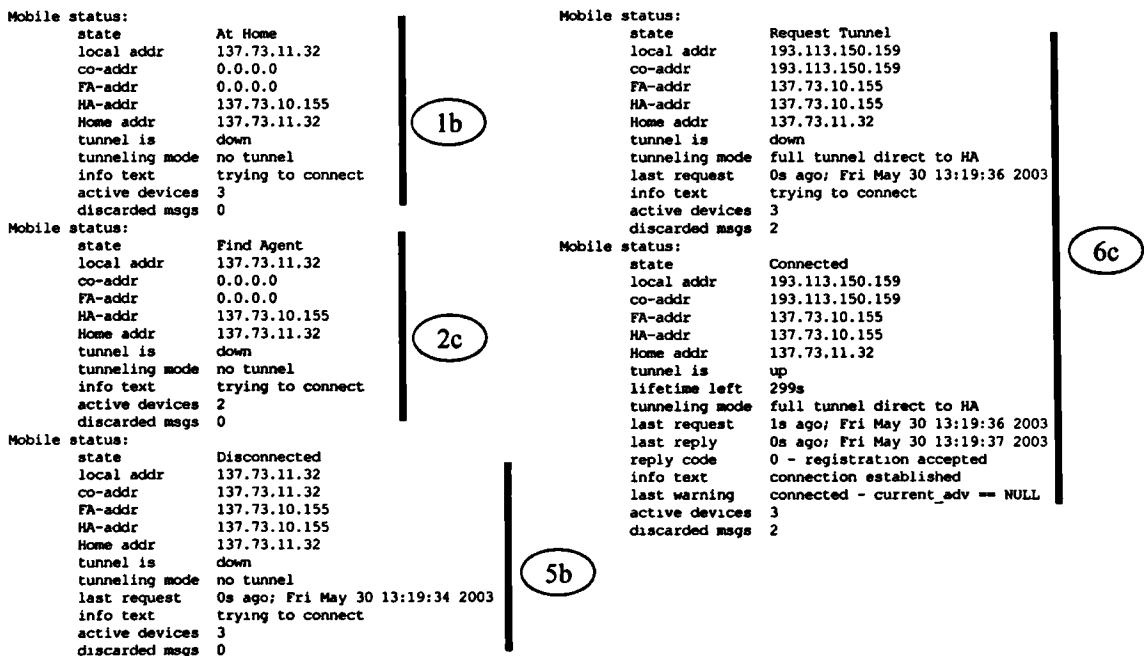 Mobile status:
state At Home
local addr 137.73.11.32
co-addr 0.0.0.0
FA-addr 0.0.0.0
HA-addr 137.73.10.155
Home addr 137.73.11.32
tunnel is down
tunneling mode no tunnel
info text trying to connect
active devices 3
discarded msgs 0
1b
Mobile status:
state Find Agent
local addr 137.73.11.32
co-addr 0.0.0.0
FA-addr 0.0.0.0
HA-addr 137.73.10.155
Home addr 137.73.11.32
tunnel is down
tunneling mode no tunnel
info text trying to connect
active devices 2
discarded msgs 0
2c
Mobile status:
state Disconnected
local addr 137.73.11.32
co-addr 137.73.11.32
FA-addr 137.73.10.155
HA-addr 137.73.10.155
Home addr 137.73.11.32
tunnel is down
tunneling mode no tunnel
last request 0s ago; Fri May 30 13:19:34 2003
info text trying to connect
active devices 3
discarded msgs 0
5b
Mobile status:
state Request Tunnel
local addr 193.113.150.159
co-addr 193.113.150.159
FA-addr 137.73.10.155
HA-addr 137.73.10.155
Home addr 137.73.11.32
tunnel is down
tunneling mode full tunnel direct to HA
last request 0s ago; Fri May 30 13:19:36 2003
info text trying to connect
active devices 3
discarded msgs 2
Mobile status:
state Connected
local addr 193.113.150.159
co-addr 193.113.150.159
FA-addr 137.73.10.155
HA-addr 137.73.10.155
Home addr 137.73.11.32
tunnel is up
lifetime left 299s
tunneling mode full tunnel direct to HA
last request 1s ago; Fri May 30 13:19:36 2003
last reply 0s ago; Fri May 30 13:19:37 2003
reply code 0 - registration accepted
info text connection established
last warning connected - current_adv == NULL
active devices 3
discarded msgs 2
6c